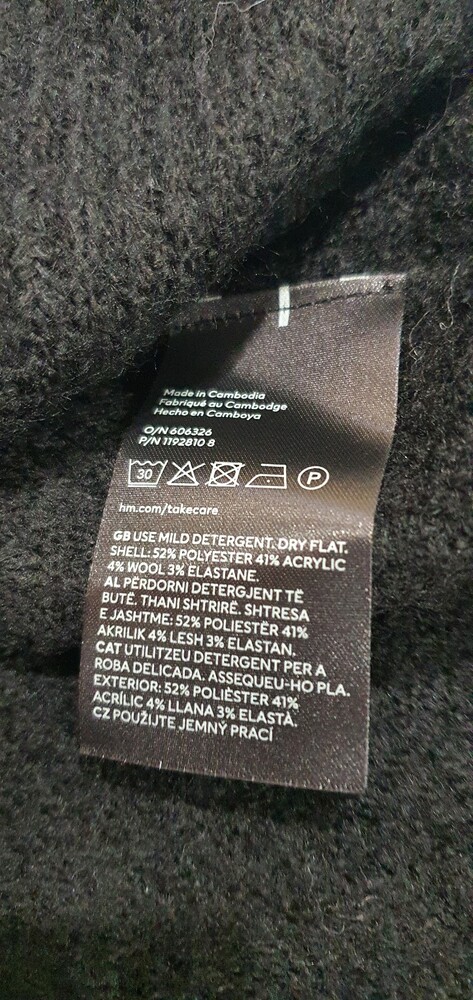 Made in Cambodia
Fabriqué au Cambodge
Hecho en Camboya
O/N 606326
P/N 1192810 8
30 P
hm.com/takecare
GB USE MILD DETERGENT. DRY FLAT.
SHELL: 52% POLYESTER 41% ACRYLIC
4% WOOL 3% ELASTANE.
AL PËRDORNI DETERGJENT TË
BUTË. THANI SHTRIRË. SHTRESA
E JASHTME: 52% POLIESTËR 41%
AKRILIK 4% LESH 3% ELASTAN.
CAT UTILITZEU DETERGENT PER A
ROBA DELICADA. ASSEQUEU-HO PLA.
EXTERIOR: 52% POLIÈSTER 41%
ACRÍLIC 4% LLANA 3% ELASTÀ.
CZ POUŽIJTE JEMNÝ PRACÍ